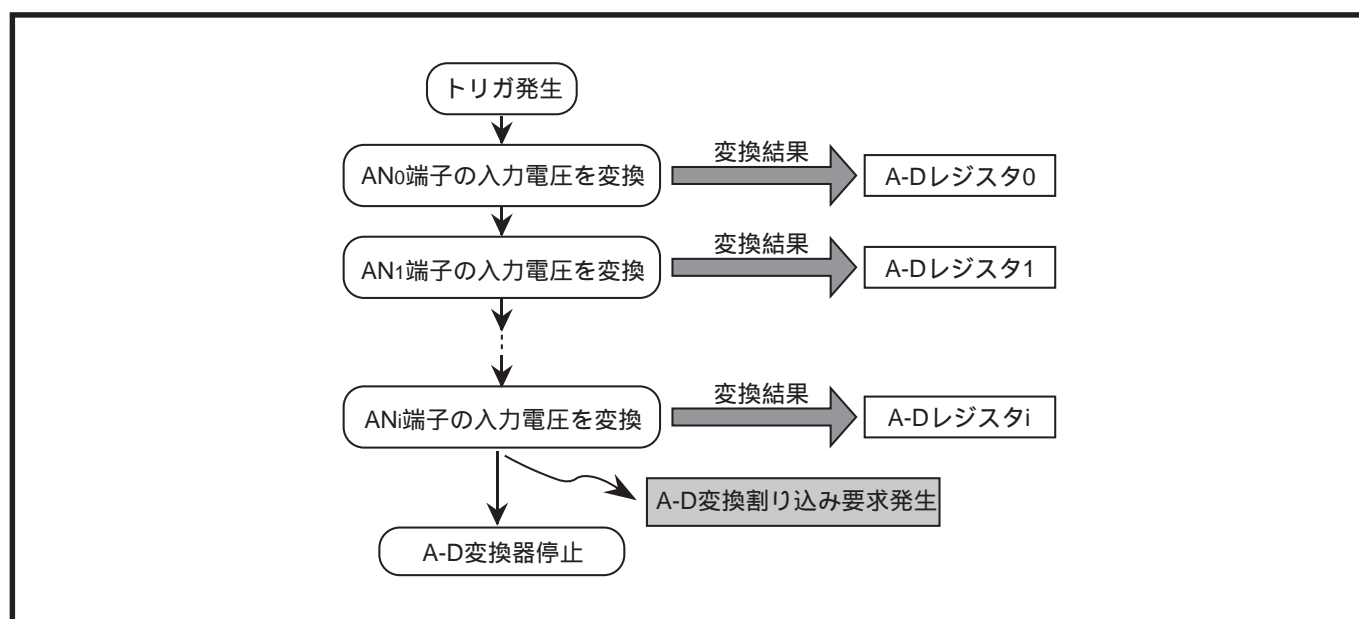 トリガ発生
AN0端子の入力電圧を変換
変換結果
A-Dレジスタ0
AN1端子の入力電圧を変換
変換結果
A-Dレジスタ1
ANi端子の入力電圧を変換
変換結果
A-Dレジスタi
A-D変換割り込み要求発生
A-D変換器停止